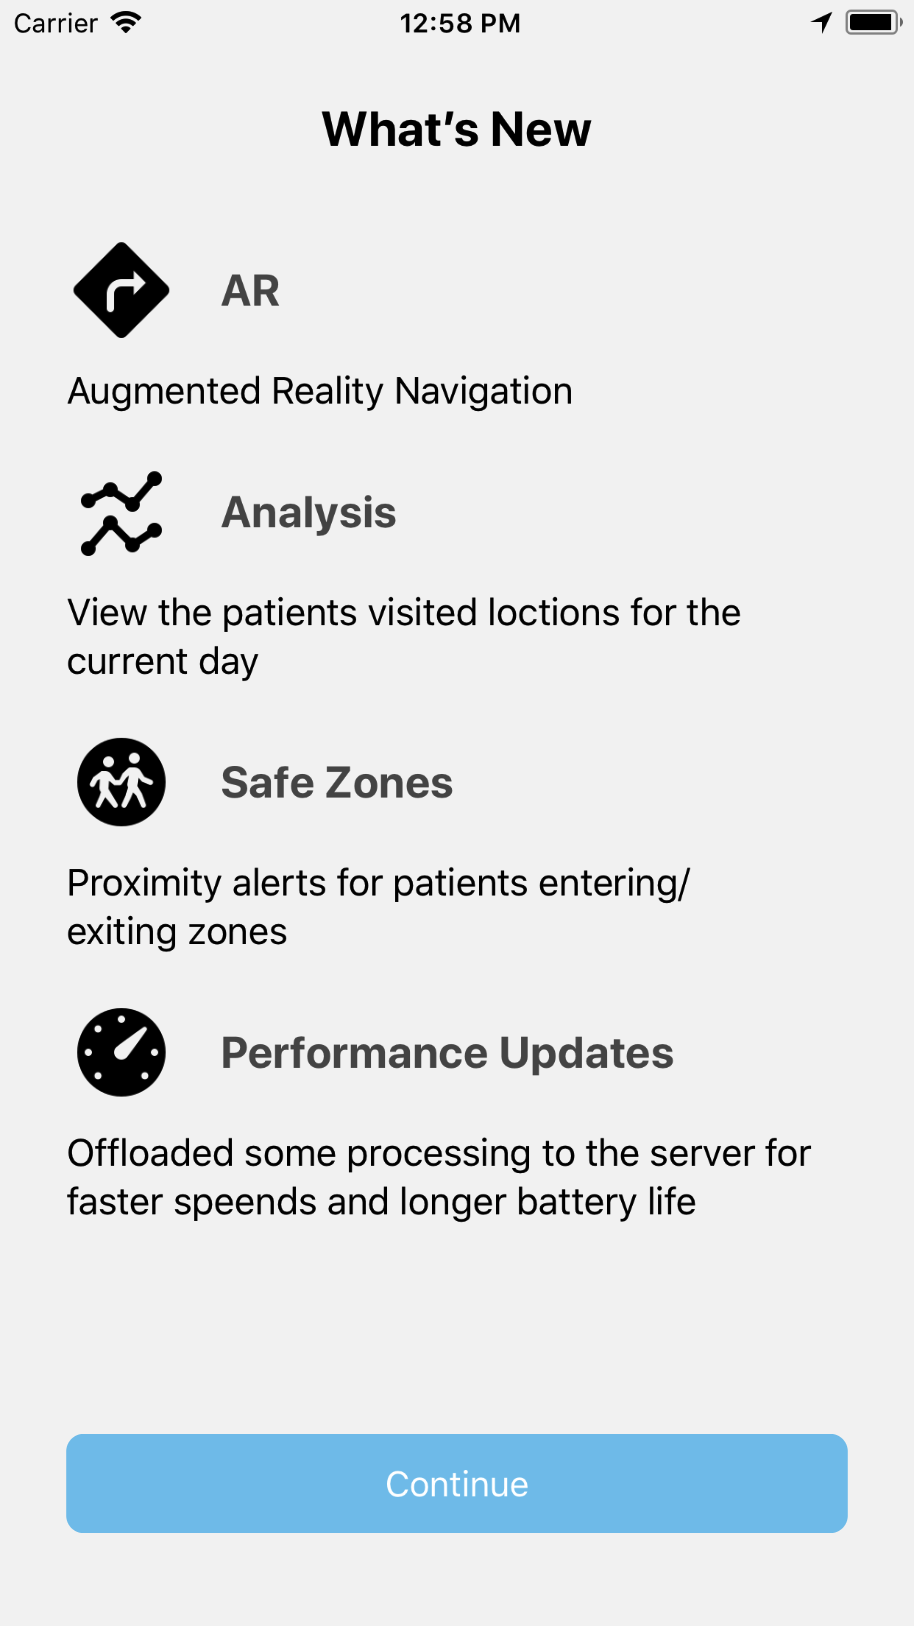 Carrier 12:58 PM
What’s New
AR
Augmented Reality Navigation
Analysis
View the patients visited loctions for the
current day
Safe Zones
Proximity alerts for patients entering/
exiting zones
Performance Updates
Offloaded some processing to the server for
faster speends and longer battery life
Continue